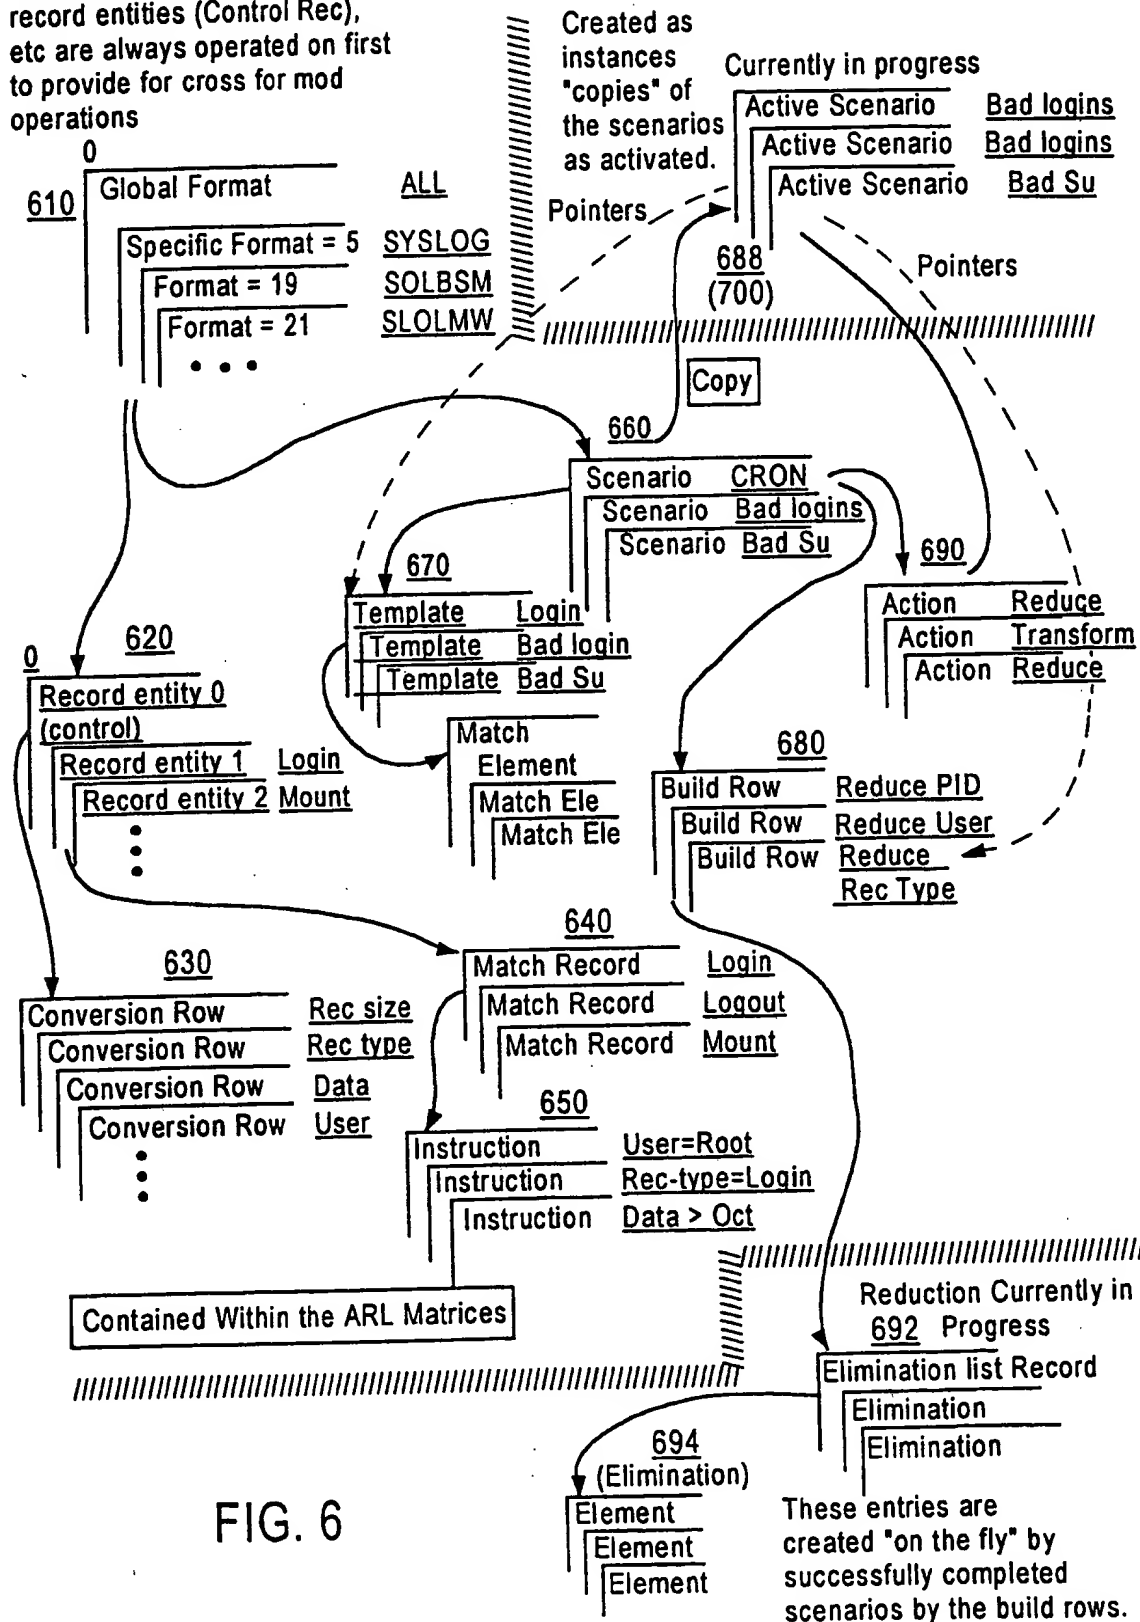 record entities (Control Rec),
etc are always operated on first
to provide for cross for mod
operations
Created as
instances
"copies" of
the scenarios
as activated.
Currently in progress
Active Scenario Bad logins
Active Scenario Bad logins
Active Scenario Bad Su
Pointers
688
(700)
Pointers
0
610
Global Format ALL
Specific Format = 5 SYSLOG
Format = 19 SOLBSM
Format = 21 SLOLMW
Copy
660
Scenario CRON
Scenario Bad logins
Scenario Bad Su
670
Template Login
Template Bad login
Template Bad Su
690
Action Reduce
Action Transform
Action Reduce
0
620
Record entity 0
(control)
Record entity 1 Login
Record entity 2 Mount
Match
Element
Match Ele
Match Ele
680
Build Row Reduce PID
Build Row Reduce User
Build Row Reduce
Rec Type
640
Match Record Login
Match Record Logout
Match Record Mount
630
Conversion Row Rec size
Conversion Row Rec type
Conversion Row Data
Conversion Row User
650
Instruction User=Root
Instruction Rec-type=Login
Instruction Data > Oct
Contained Within the ARL Matrices
Reduction Currently in
692 Progress
Elimination list Record
Elimination
Elimination
694
(Elimination)
Element
Element
Element
These entries are
created "on the fly" by
successfully completed
scenarios by the build rows.
FIG. 6